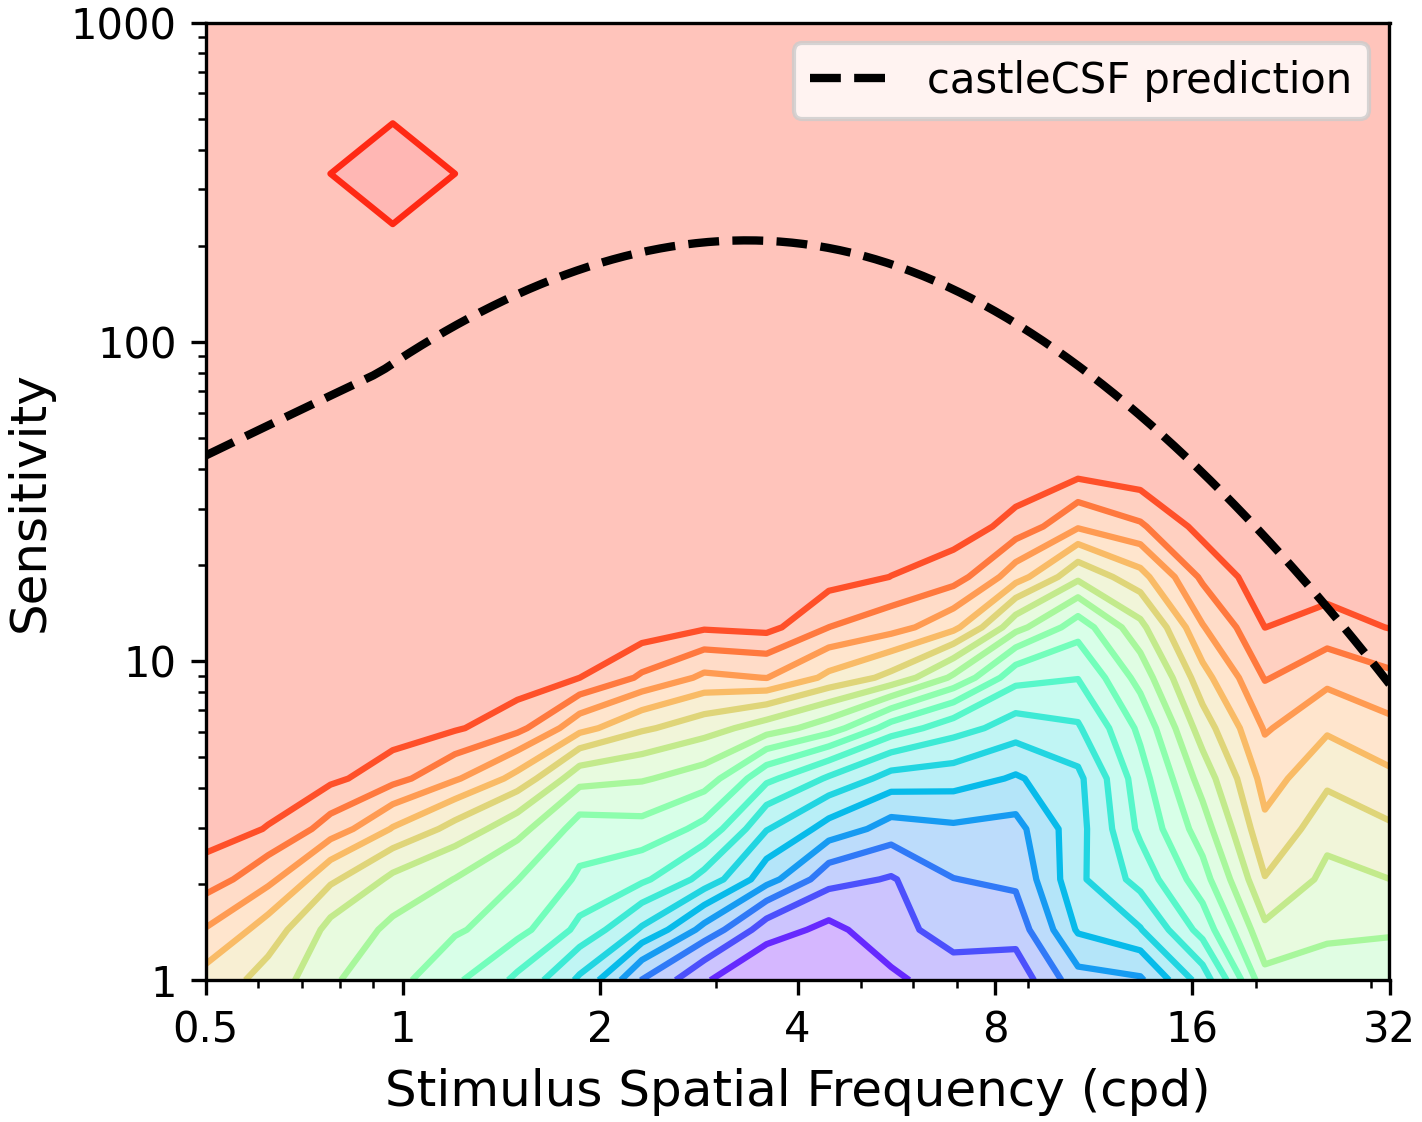 1000
castleCSF prediction
100
Sensitivity
10
1
0.5 1 2 4 8 16 32
Stimulus Spatial Frequency (cpd)